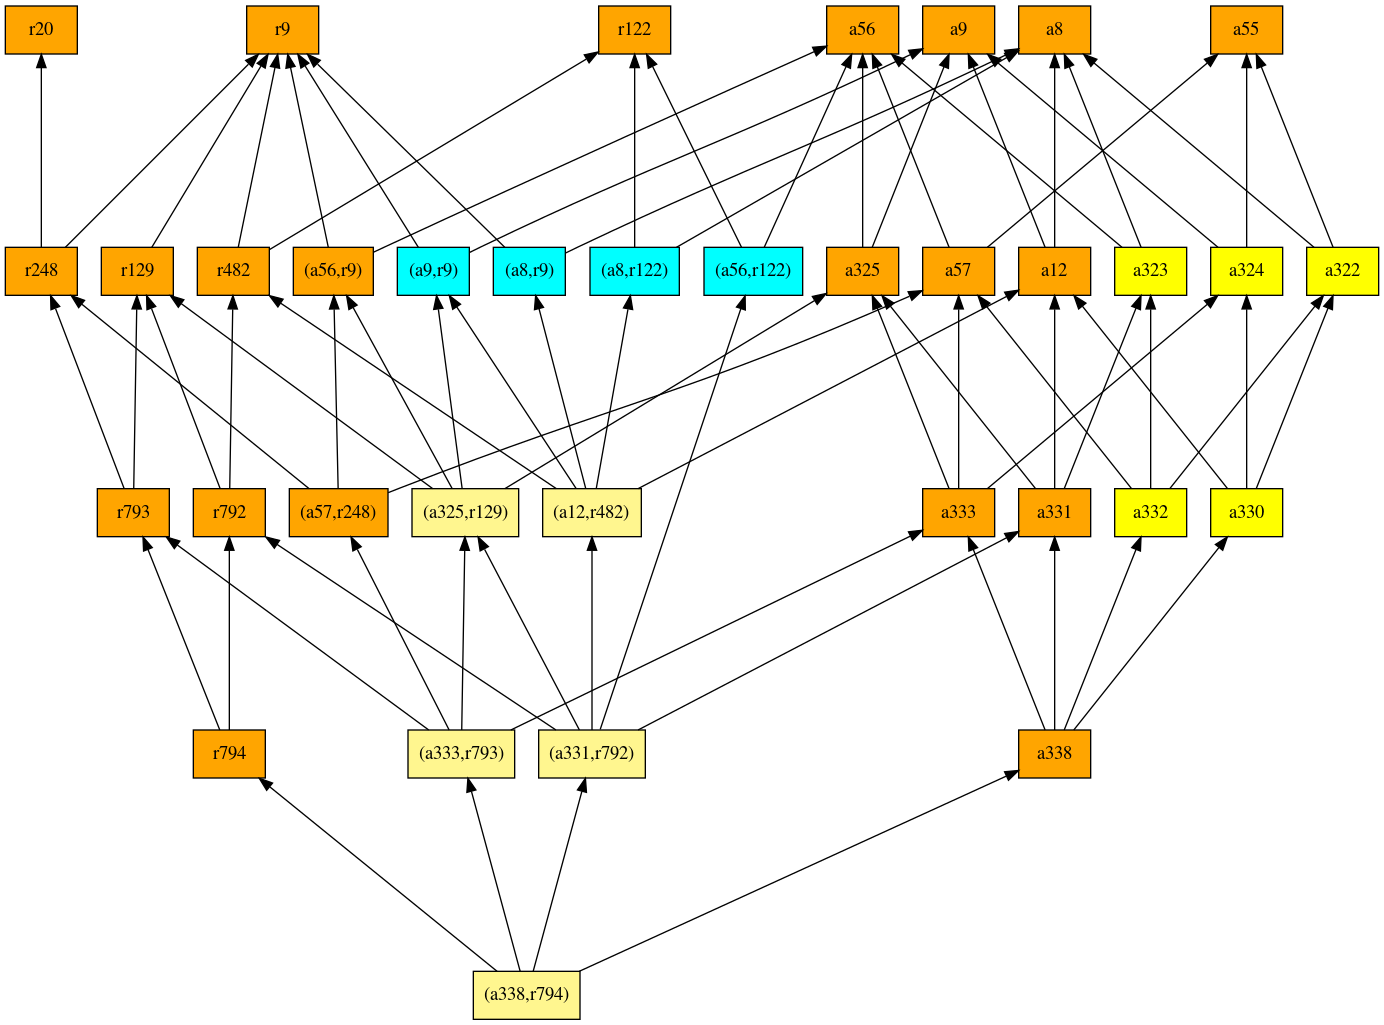 r20
r9
r122
a56
a9
a8
a55
r248
r129
r482
(a56,r9)
(a9,r9)
(a8,r9)
(a8,r122)
(a56,r122)
a325
a57
a12
a323
a324
a322
r793
r792
(a57,r248)
(a325,r129)
(a12,r482)
a333
a331
a332
a330
r794
(a333,r793)
(a331,r792)
a338
(a338,r794)